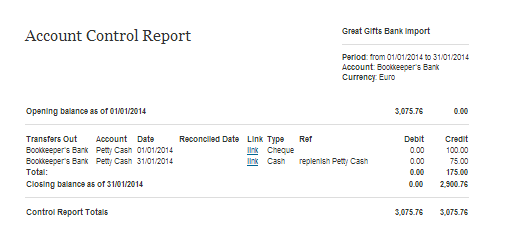 Account Control Report
Great Gifts Bank Import
Period: from 01/01/2014 to 31/01/2014
Account: Bookkeeper's Bank
Currency: Euro
Opening balance as of 01/01/2014 3,075.76 0.00
Transfers Out Account Date Reconciled Date Link Type Ref Debit Credit
Bookkeeper's Bank Petty Cash 01/01/2014 link Cheque 0.00 100.00
Bookkeeper's Bank Petty Cash 31/01/2014 link Cash replenish Petty Cash 0.00 75.00
Total: 0.00 175.00
Closing balance as of 31/01/2014 0.00 2,900.76
Control Report Totals 3,075.76 3,075.76